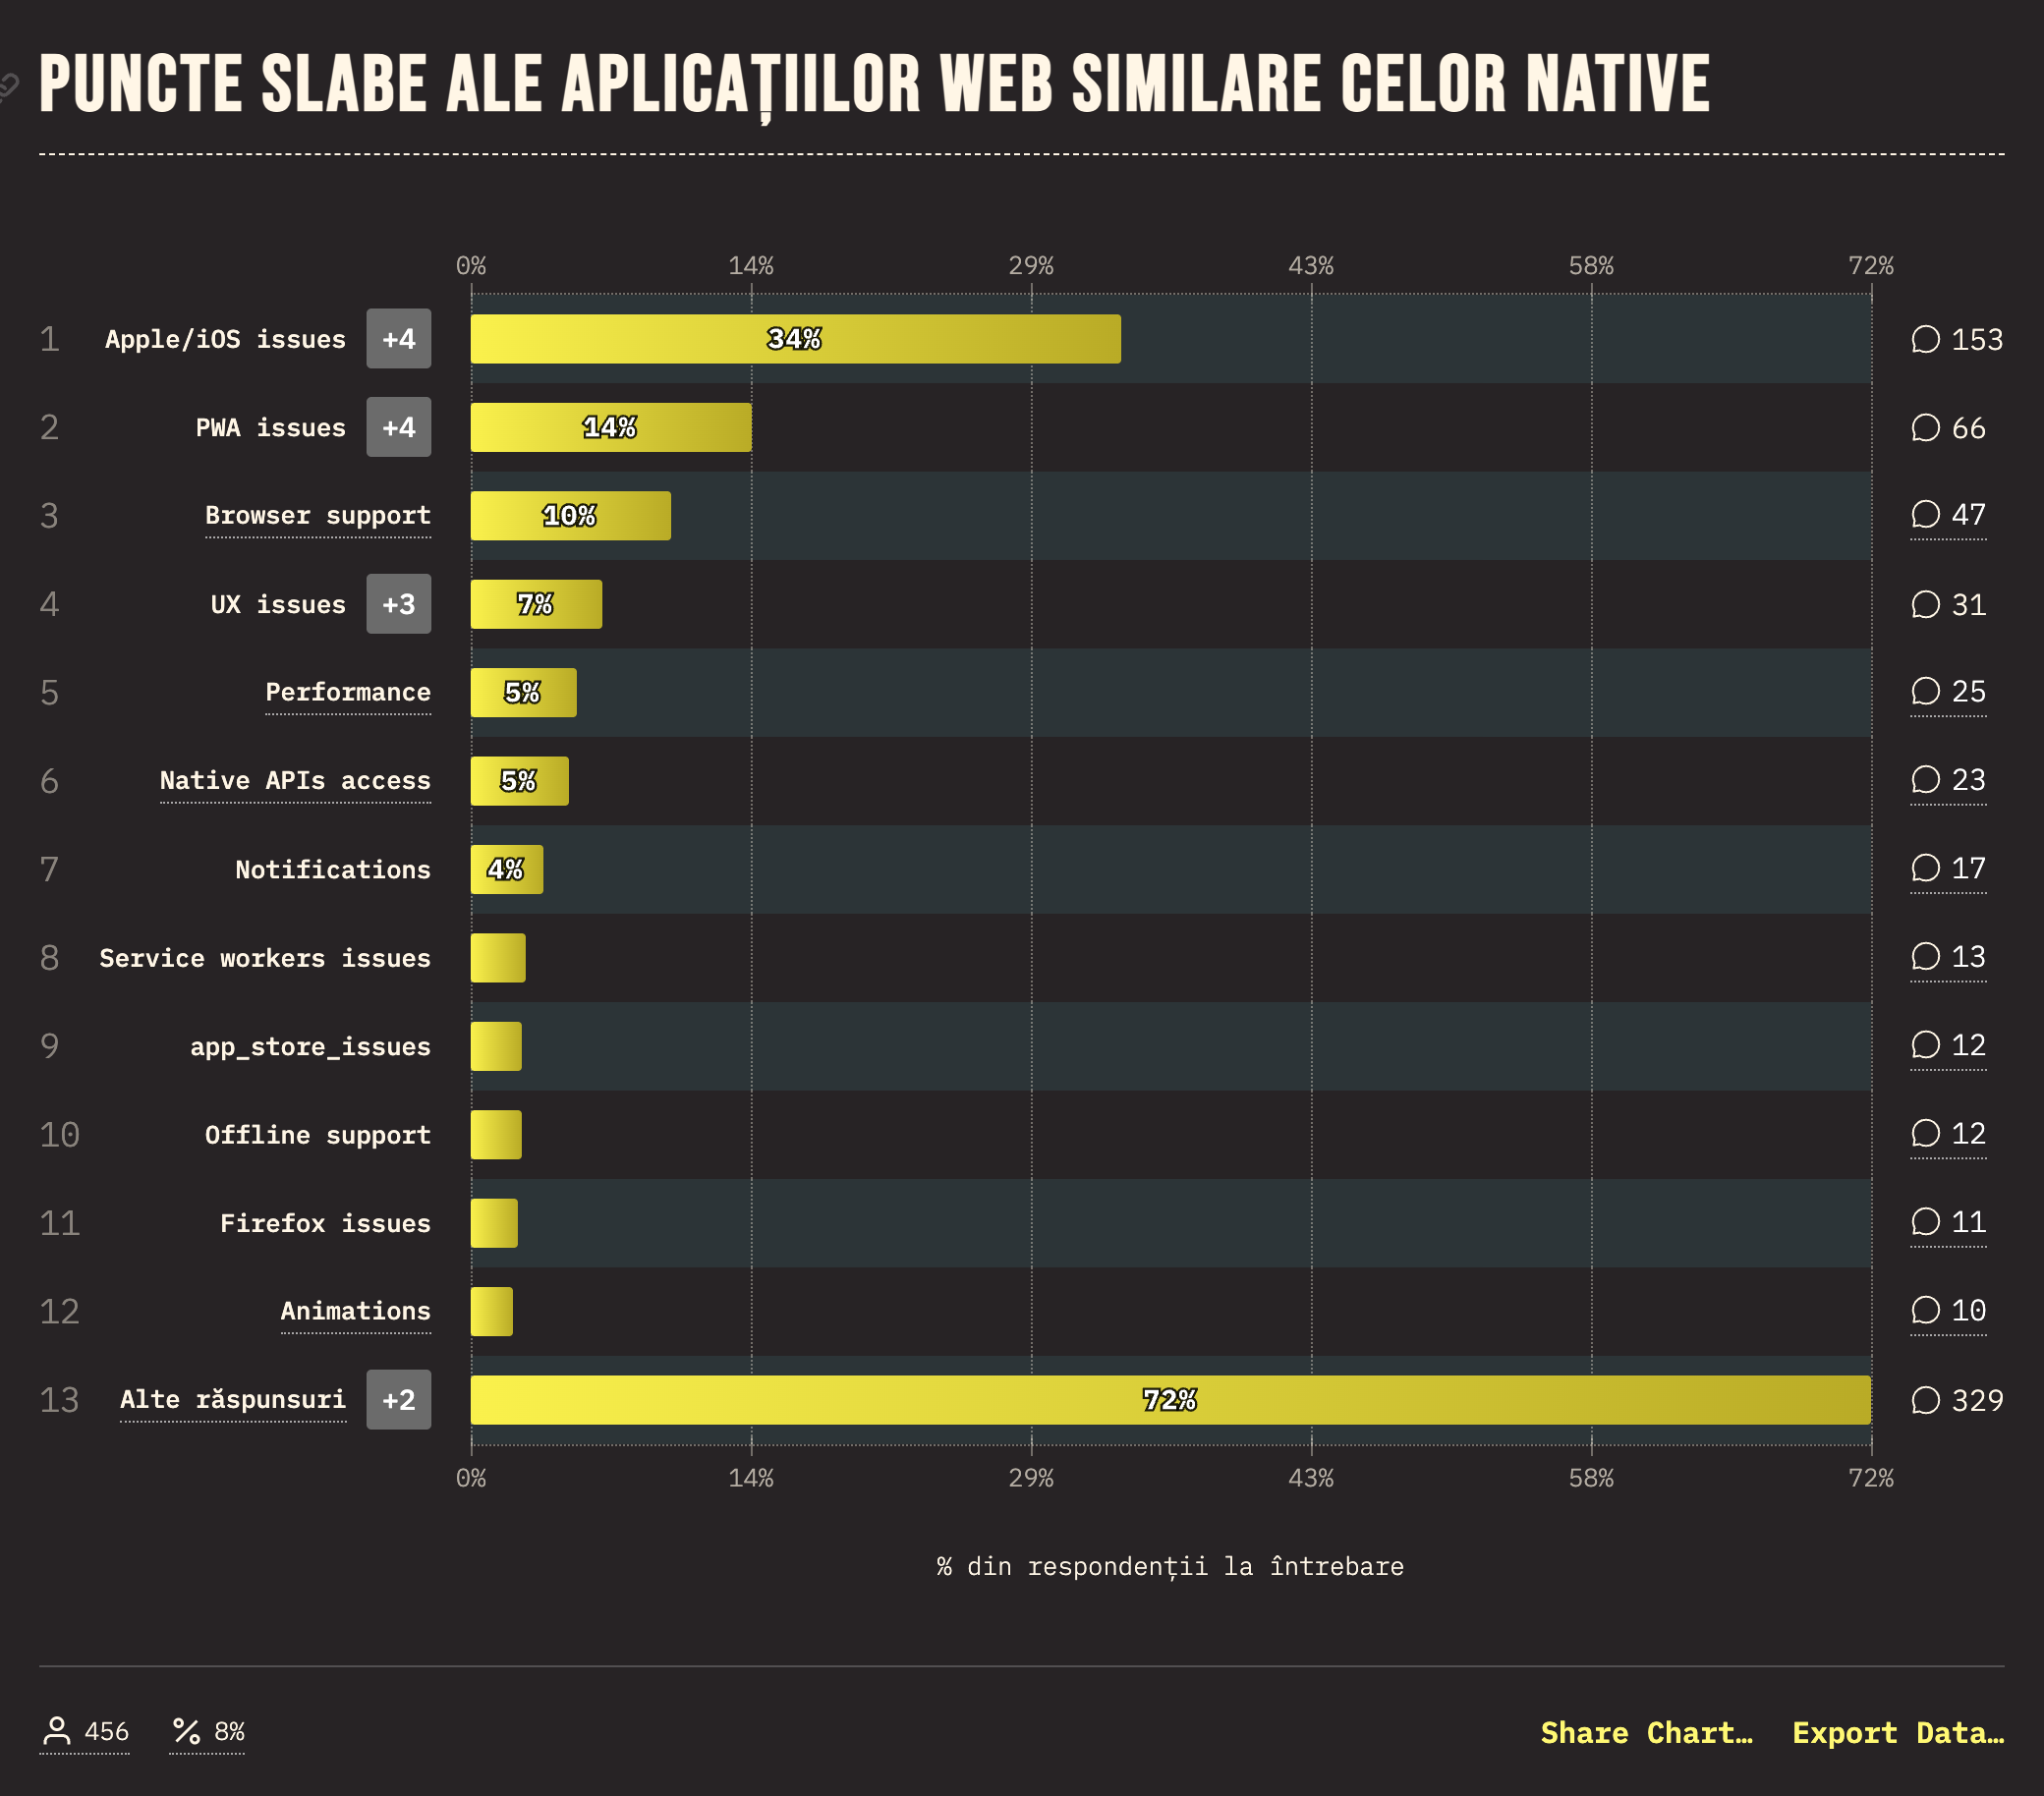 PUNCTE SLABE ALE APLICAȚIILOR WEB SIMILARE CELOR NATIVE
0% 14% 29% 43% 58% 72%
1 Apple/iOS issues +4 34% 153
2 PWA issues +4 14% 66
3 Browser support 10% 47
4 UX issues +3 7% 31
5 Performance 5% 25
6 Native APIs access 5% 23
7 Notifications 4% 17
8 Service workers issues 13
9 app_store_issues 12
10 Offline support 12
11 Firefox issues 11
12 Animations 10
13 Alte răspunsuri +2 72% 329
0% 14% 29% 43% 58% 72%
% din respondenții la întrebare
456 8% Share Chart… Export Data…